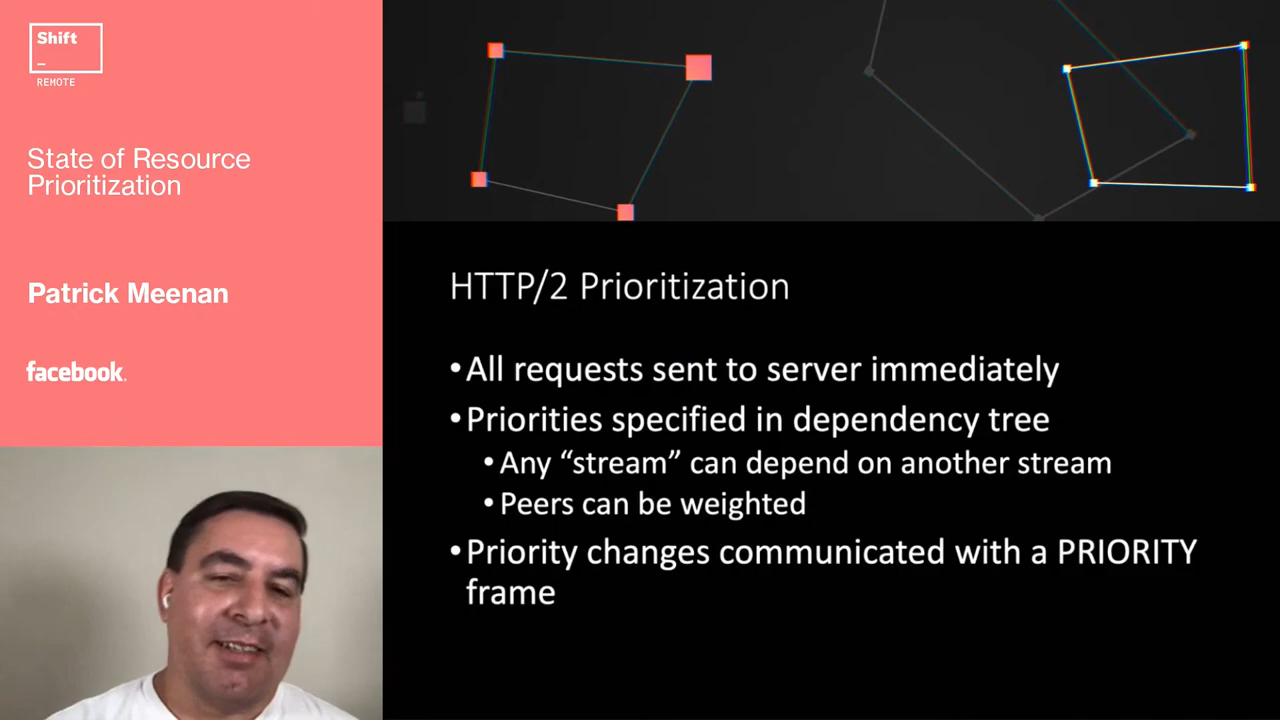 Shift
_
REMOTE
State of Resource
Prioritization
Patrick Meenan
facebook.
HTTP/2 Prioritization
•All requests sent to server immediately
•Priorities specified in dependency tree
•Any “stream” can depend on another stream
•Peers can be weighted
•Priority changes communicated with a PRIORITY
frame